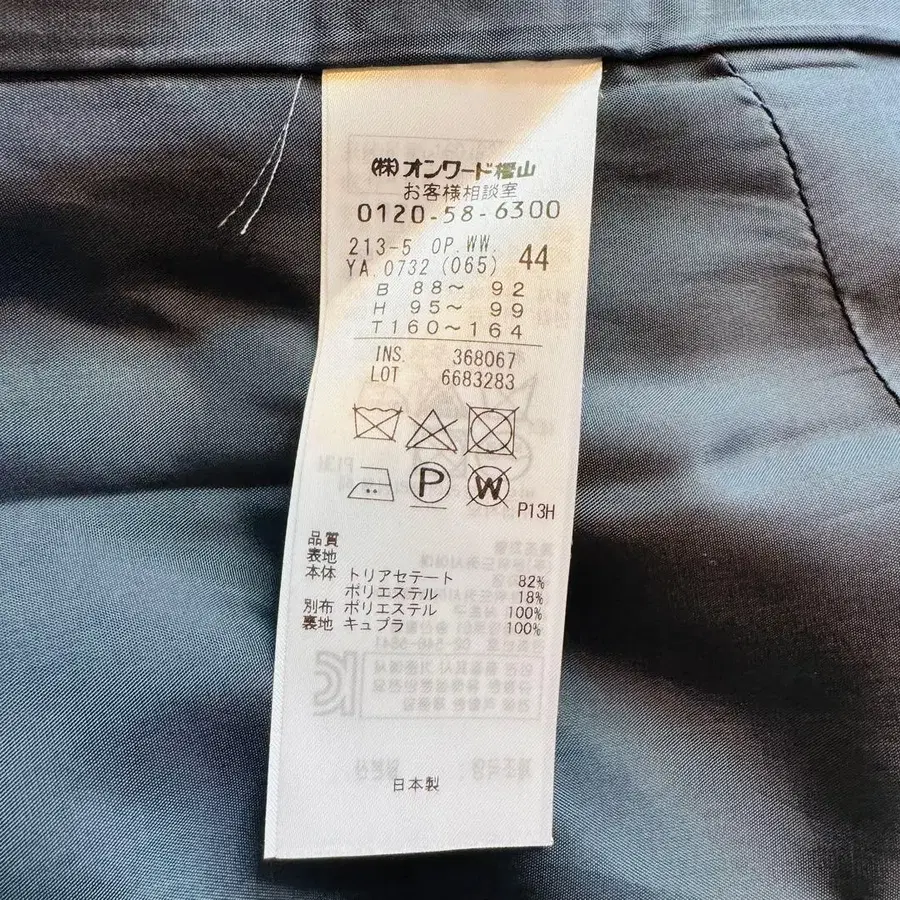 (株)オンワード樫山
お客様相談室
0120-58-6300
213-5 OP.WW.
YA.0732 (065) 44
B 88～ 92
H 95～ 99
T160～164
INS. 368067
LOT 6683283
P W P13H
品質
表地
本体 トリアセテート 82%
ポリエステル 18%
別布 ポリエステル 100%
裏地 キュプラ 100%
日本製